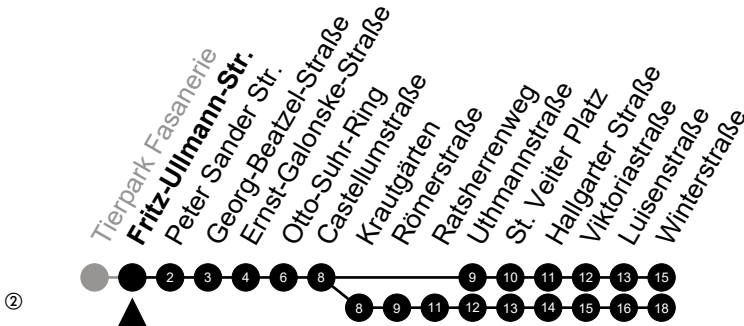 Tierpark Fasanerie
Fritz-Ullmann-Str.
Peter Sander Str.
Georg-Beatzel-Straße
Ernst-Galonske-Straße
Otto-Suhr-Ring
Castellumstraße
Krautgärten
Römerstraße
Ratsherrenweg
Uthmannstraße
St. Veiter Platz
Hallgarter Straße
Viktoriastraße
Luisenstraße
Winterstraße
2 3 4 6 8 9 10 11 12 13 15
② 8 9 11 12 13 14 15 16 18